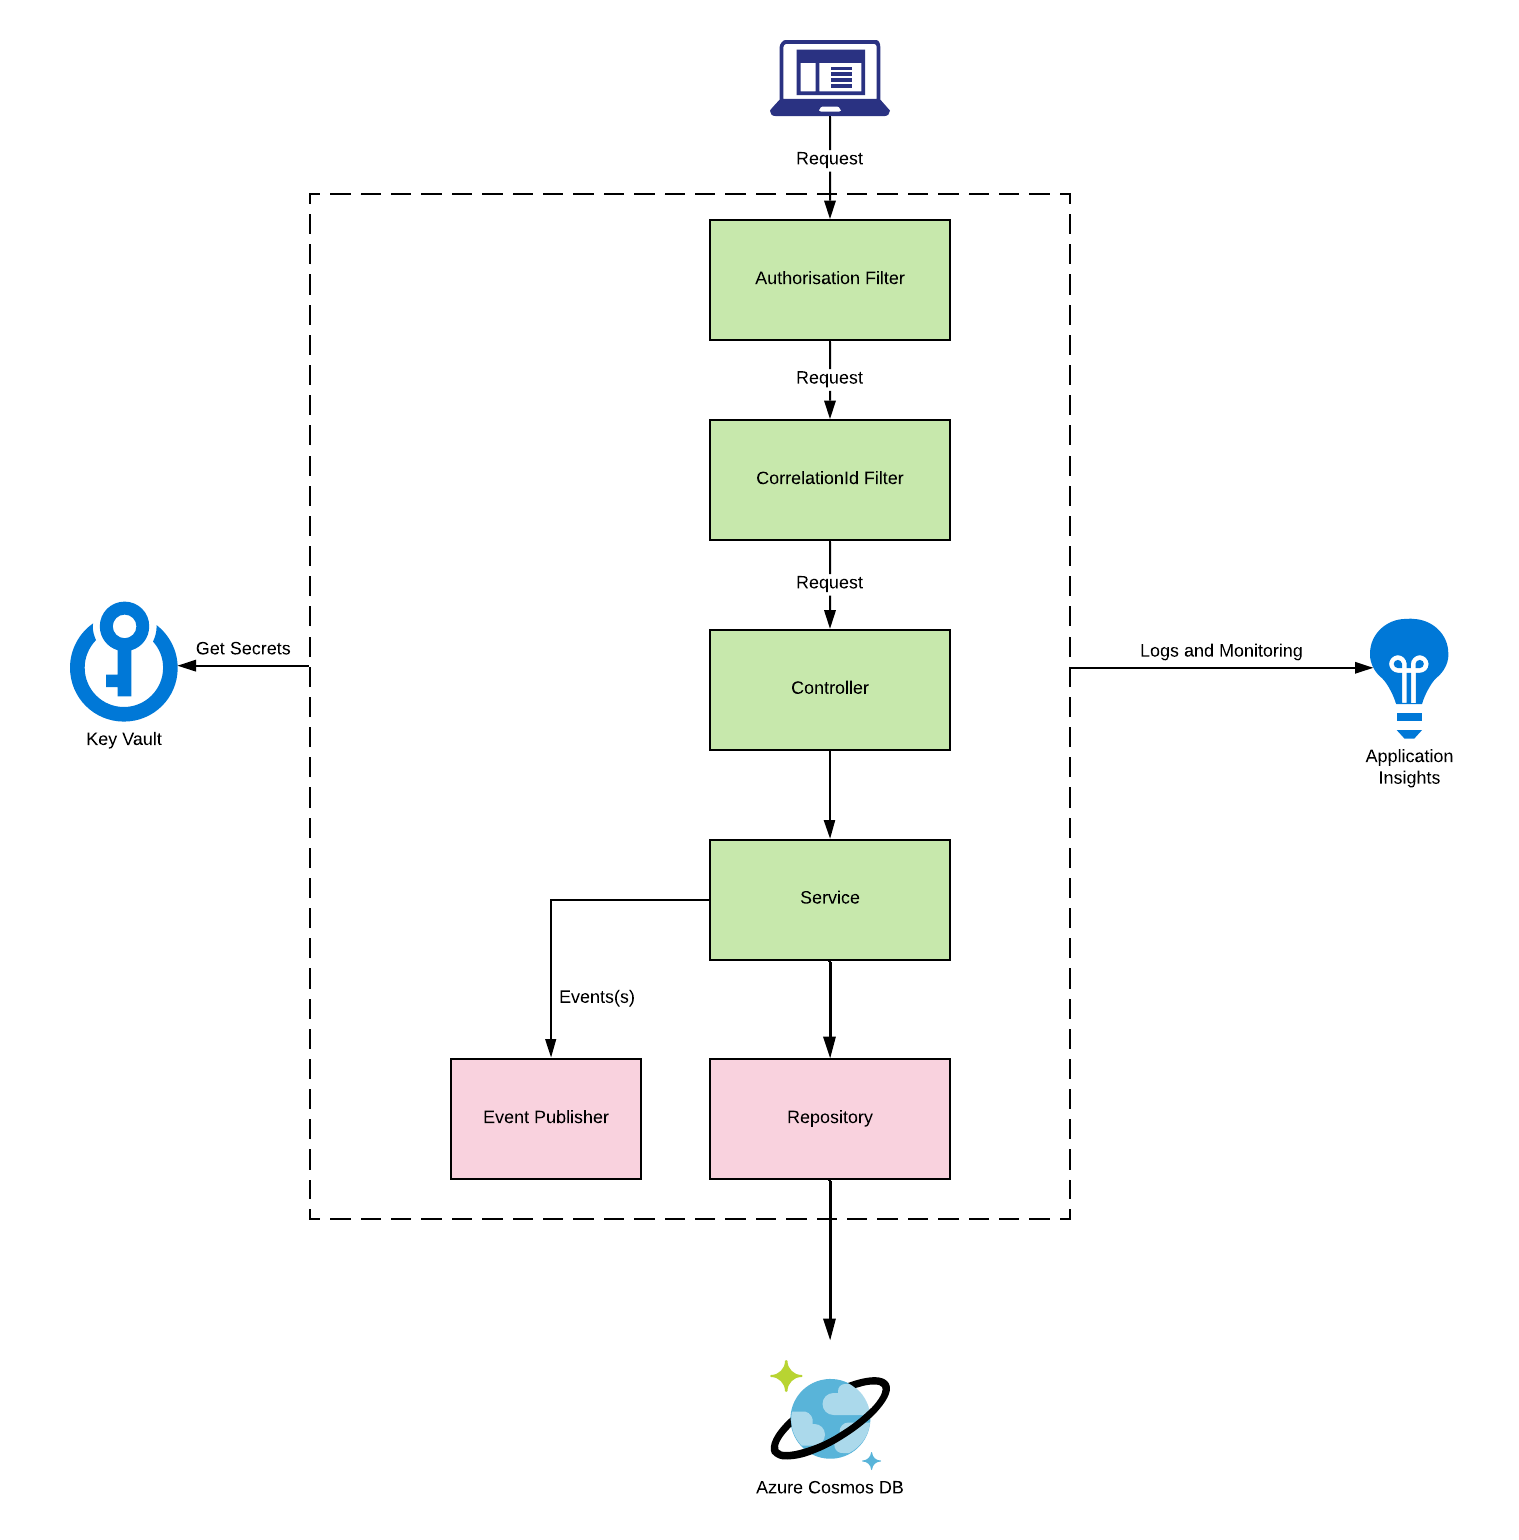 Request
Authorisation Filter
Request
CorrelationId Filter
Request
Get Secrets
Logs and Monitoring
Controller
Key Vault
Application
Insights
Service
Events(s)
Event Publisher
Repository
Azure Cosmos DB